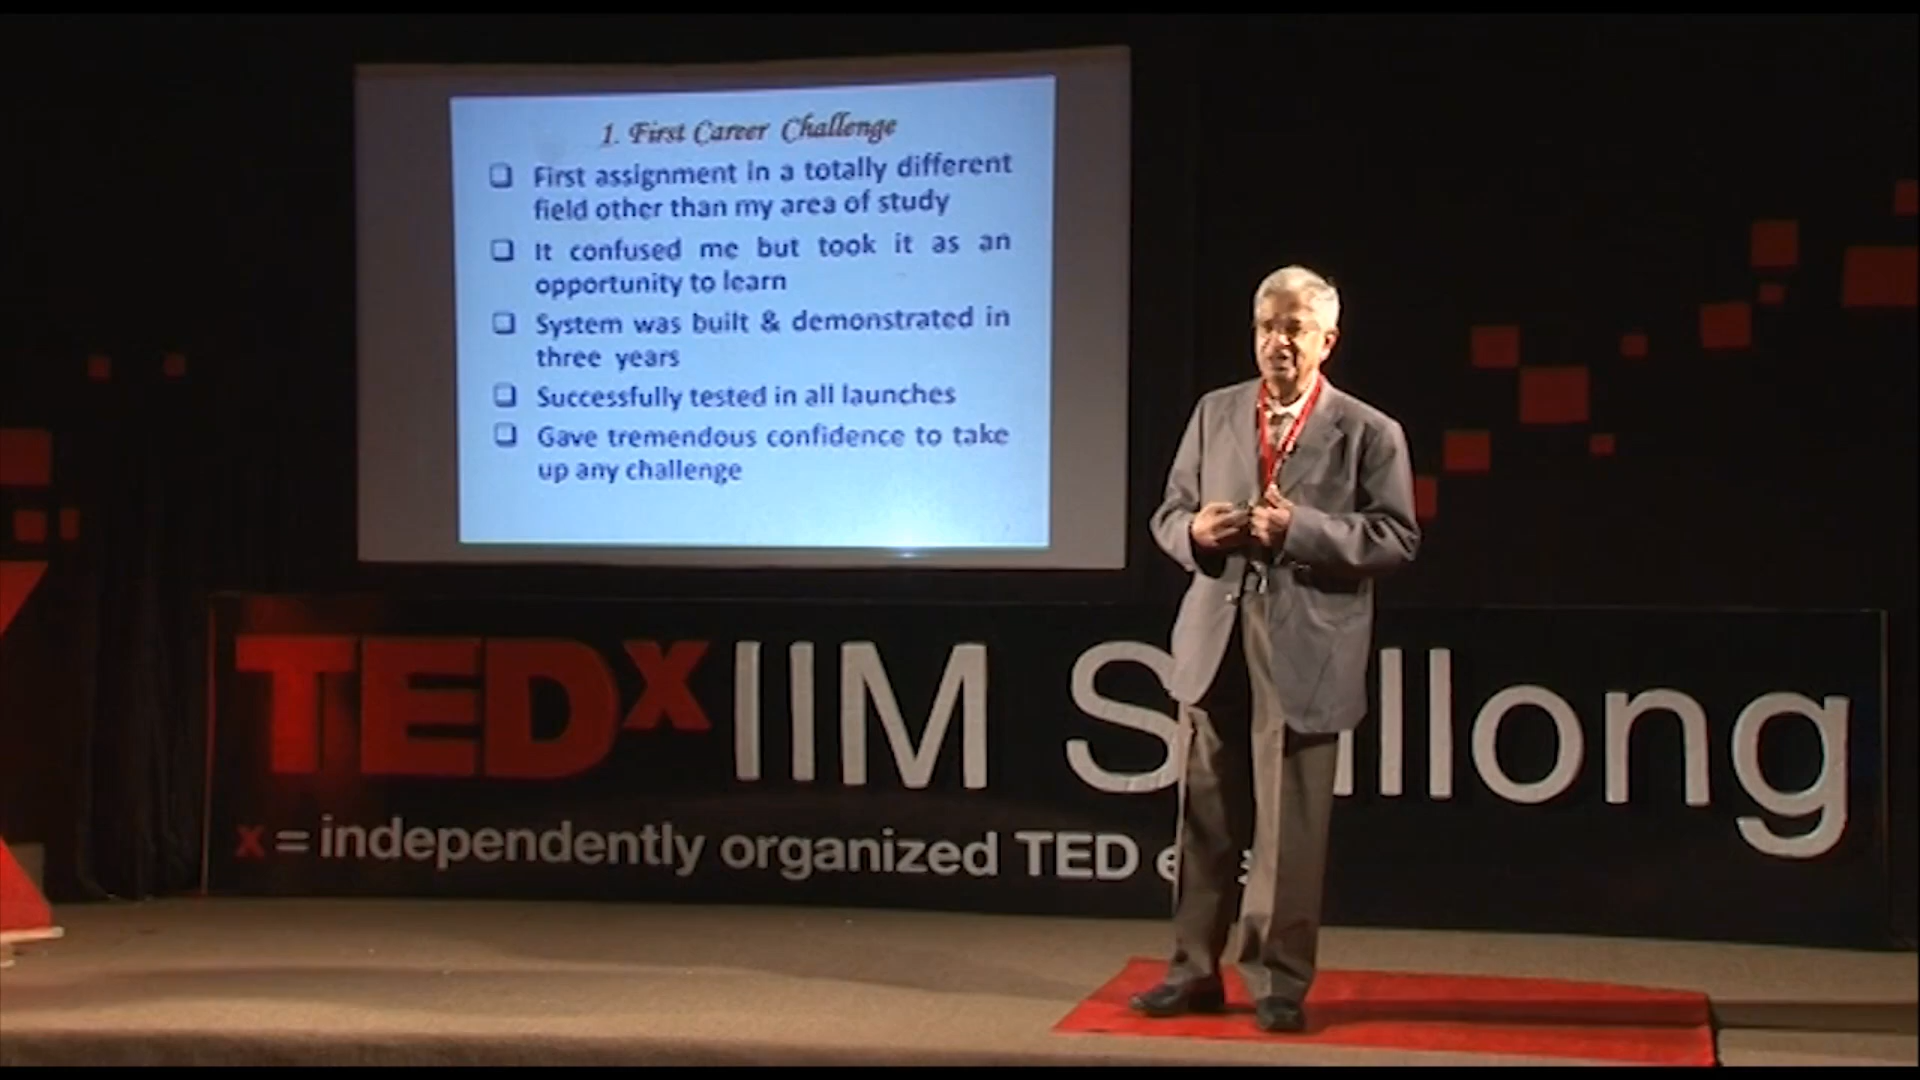 1. First Career Challenge
❑ First assignment in a totally different
field other than my area of study
❑ It confused me but took it as an
opportunity to learn
❑ System was built & demonstrated in
three years
❑ Successfully tested in all launches
❑ Gave tremendous confidence to take
up any challenge
TEDx IIM S illong
x = independently organized TED e